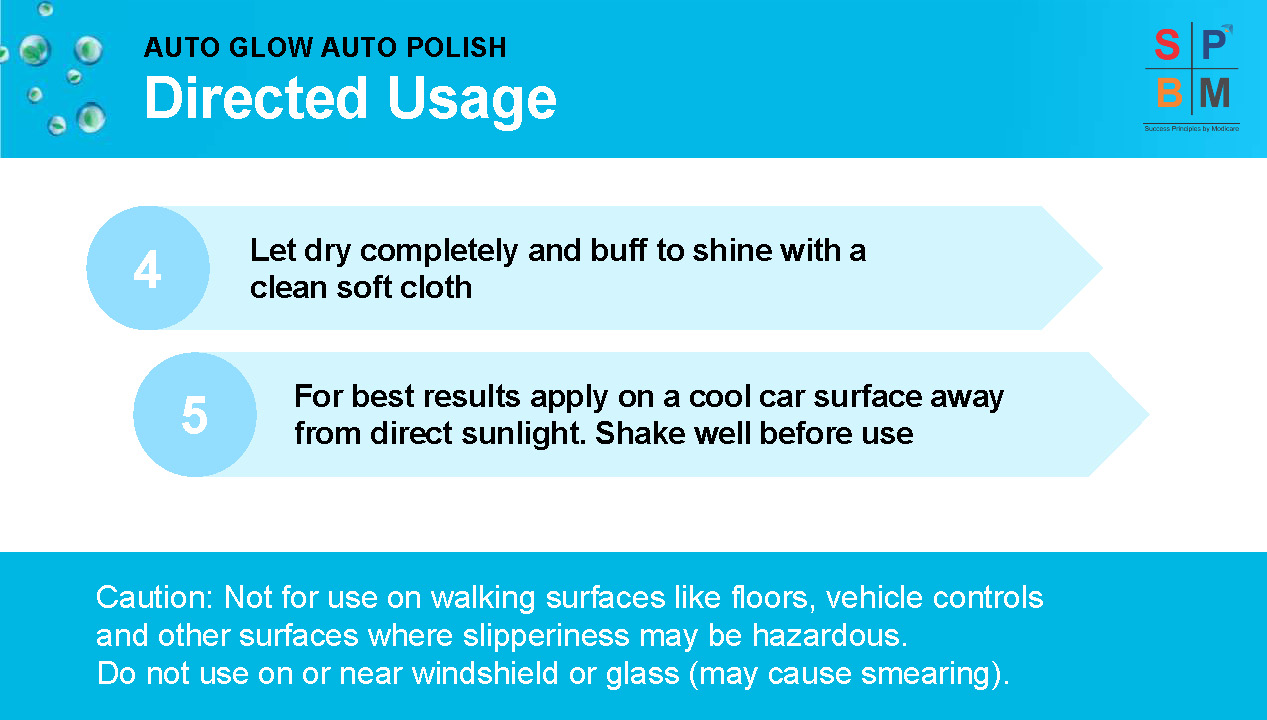 AUTO GLOW AUTO POLISH
Directed Usage
S P
B M
Success Principles by Modicare
4
Let dry completely and buff to shine with a
clean soft cloth
5
For best results apply on a cool car surface away
from direct sunlight. Shake well before use
Caution: Not for use on walking surfaces like floors, vehicle controls
and other surfaces where slipperiness may be hazardous.
Do not use on or near windshield or glass (may cause smearing).